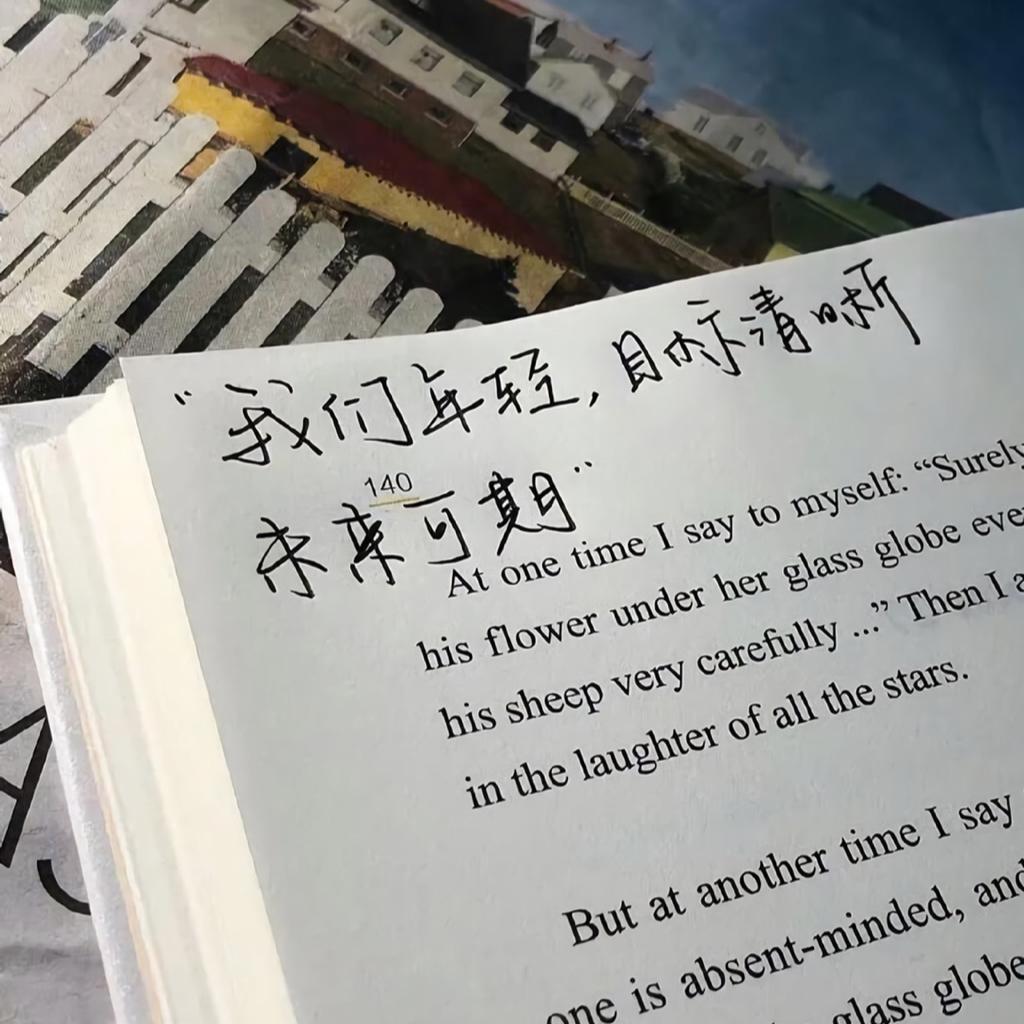 “我们年轻，目标清晰
140
未来可期”
At one time I say to myself: “Surely
his flower under her glass globe eve
his sheep very carefully ...” Then I a
in the laughter of all the stars.
But at another time I say
one is absent-minded, and
glass globe